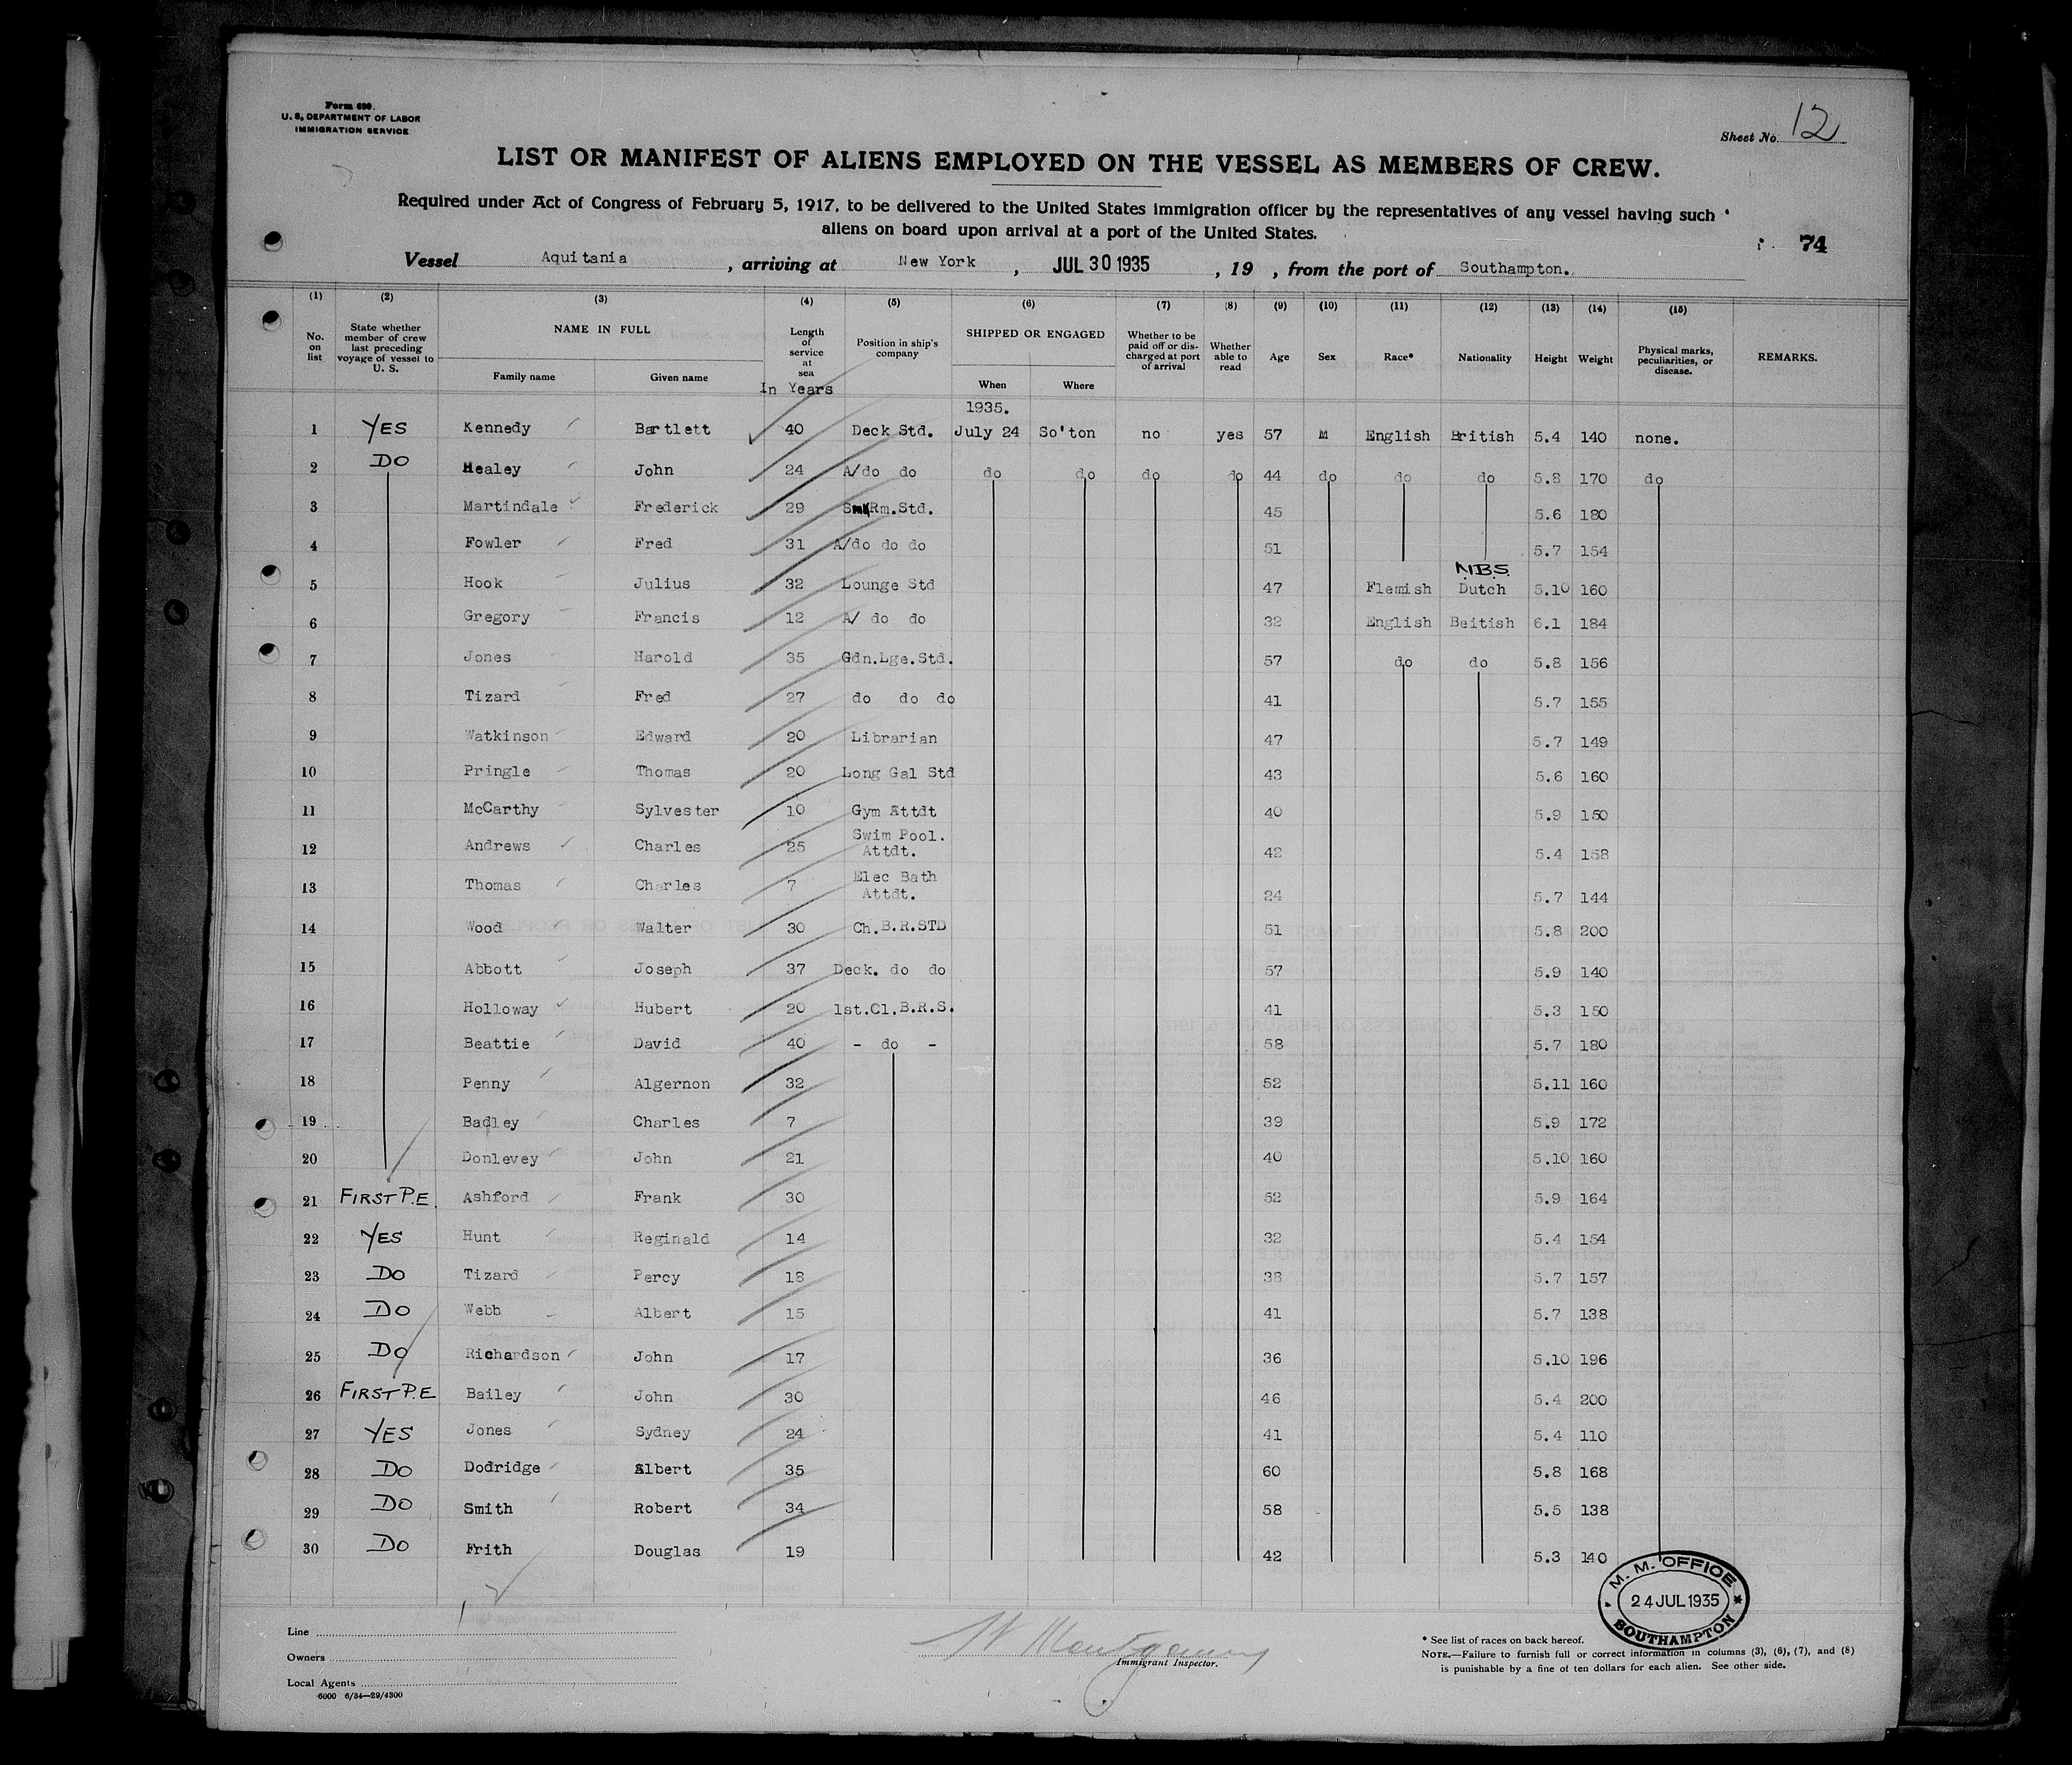 Form 680.
U. S. DEPARTMENT OF LABOR
IMMIGRATION SERVICE
Sheet No. 12
LIST OR MANIFEST OF ALIENS EMPLOYED ON THE VESSEL AS MEMBERS OF CREW.
Required under Act of Congress of February 5, 1917, to be delivered to the United States immigration officer by the representatives of any vessel having such
aliens on board upon arrival at a port of the United States.
74
Vessel Aquitania, arriving at New York, JUL 30 1935, 19 , from the port of Southampton.
(1) (2) (3) (4) (5) (6) (7) (8) (9) (10) (11) (12) (13) (14) (15)
No. on list State whether member of crew last preceding voyage of vessel to U. S. NAME IN FULL Length of service at sea Position in ship's company SHIPPED OR ENGAGED Whether to be paid off or discharged at port of arrival Whether able to read Age Sex Race* Nationality Height Weight Physical marks, peculiarities, or disease. REMARKS.
Family name Given name In Years When Where
1935.
1 YES Kennedy Bartlett 40 Deck Std. July 24 So'ton no yes 57 M English British 5.4 140 none.
2 DO Healey John 24 A/do do do do do do 44 do do do 5.8 170 do
3 Martindale Frederick 29 SmkRm.Std. 45 5.6 180
4 Fowler Fred 31 A/do do do 51 5.7 154
N.B.S.
5 Hook Julius 32 Lounge Std 47 Flemish Dutch 5.10 160
6 Gregory Francis 12 A/ do do 32 English Beitish 6.1 184
7 Jones Harold 35 Gdn.Lge.Std. 57 do do 5.8 156
8 Tizard Fred 27 do do do 41 5.7 155
9 Watkinson Edward 20 Librarian 47 5.7 149
10 Pringle Thomas 20 Long Gal Std 43 5.6 160
11 McCarthy Sylvester 10 Gym Attdt 40 5.9 150
12 Andrews Charles 25 Swim Pool. Attdt. 42 5.4 158
13 Thomas Charles 7 Elec Bath Attdt. 24 5.7 144
14 Wood Walter 30 Ch.B.R.STD 51 5.8 200
15 Abbott Joseph 37 Deck. do do 57 5.9 140
16 Holloway Hubert 20 1st.Cl.B.R.S. 41 5.3 150
17 Beattie David 40 - do - 58 5.7 180
18 Penny Algernon 32 52 5.11 160
19 Badley Charles 7 39 5.9 172
20 Donlevey John 21 40 5.10 160
21 FIRST P.E. Ashford Frank 30 52 5.9 164
22 YES Hunt Reginald 14 32 5.4 154
23 DO Tizard Percy 18 38 5.7 157
24 DO Webb Albert 15 41 5.7 138
25 DO Richardson John 17 36 5.10 196
26 FIRST P.E Bailey John 30 46 5.4 200
27 YES Jones Sydney 24 41 5.4 110
28 DO Dodridge Albert 35 60 5.8 168
29 DO Smith Robert 34 58 5.5 138
30 DO Frith Douglas 19 42 5.3 140
M. M. OFFICE
24 JUL 1935
SOUTHAMPTON
Line
Owners
Local Agents
6000 6/34—29/4300
Montgomery
Immigrant Inspector.
* See list of races on back hereof.
NOTE.—Failure to furnish full or correct information in columns (3), (6), (7), and (8)
is punishable by a fine of ten dollars for each alien. See other side.